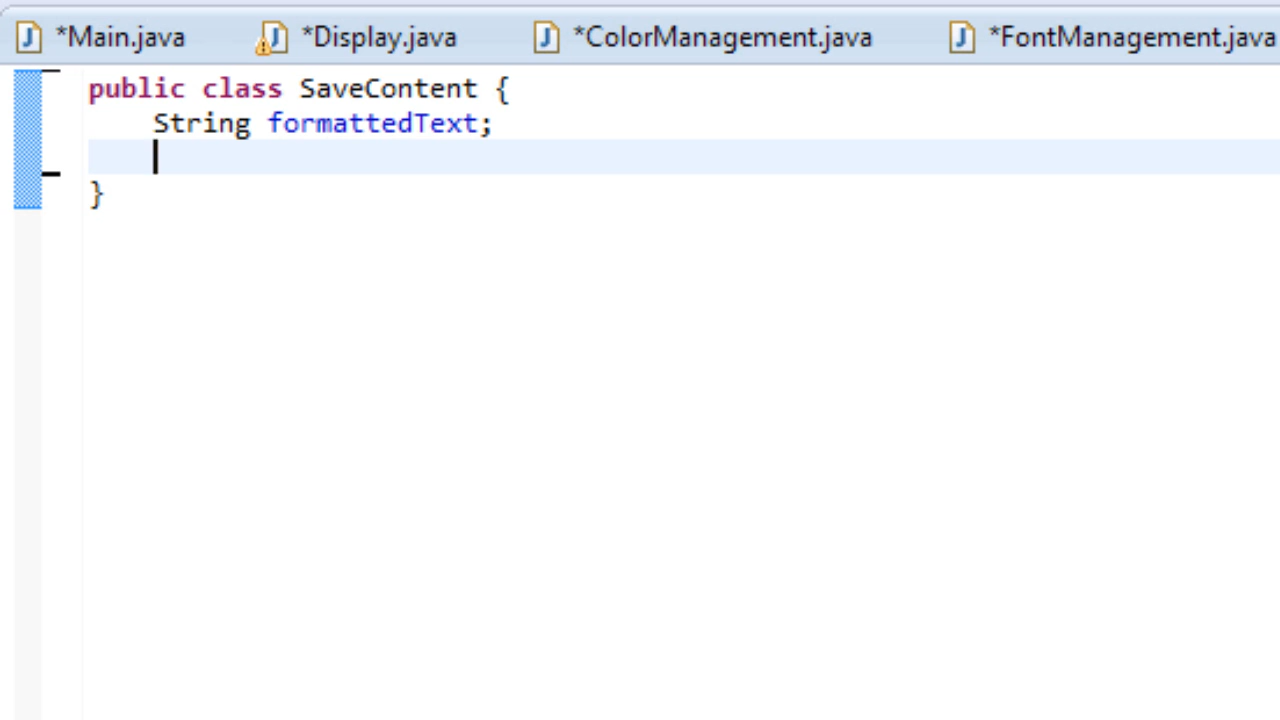 *Main.java *Display.java *ColorManagement.java *FontManagement.java
public class SaveContent {
String formattedText;
}